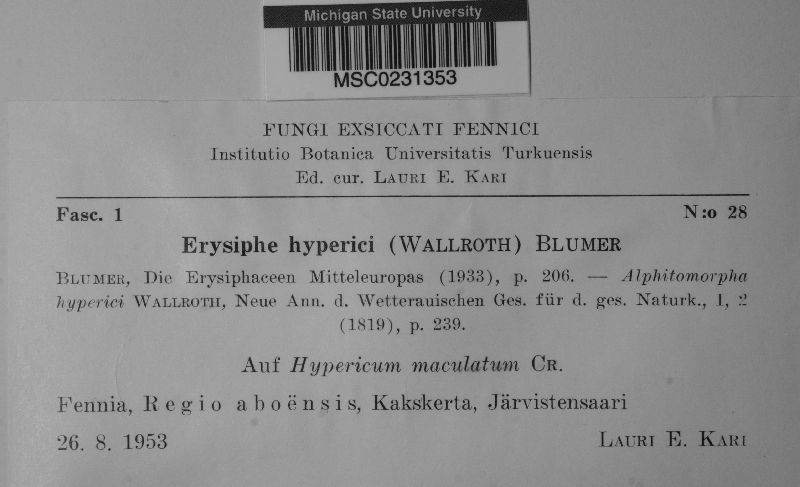 Michigan State University
MSC0231353
FUNGI EXSICCATI FENNICI
Institutio Botanica Universitatis Turkuensis
Ed. cur. LAURI E. KARI
Fasc. 1 N:o 28
Erysiphe hyperici (WALLROTH) BLUMER
BLUMER, Die Erysiphaceen Mitteleuropas (1933), p. 206. — Alphitomorpha
hyperici WALLROTH, Neue Ann. d. Wetterauischen Ges. für d. ges. Naturk., 1, 2
(1819), p. 239.
Auf Hypericum maculatum CR.
Fennia, Regio aboënsis, Kakskerta, Järvistensaari
26. 8. 1953 LAURI E. KARI